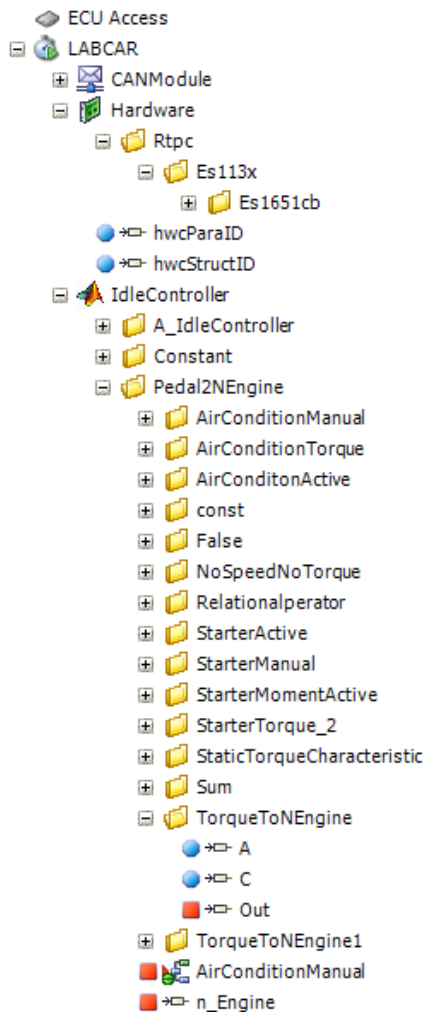 ECU Access
LABCAR
CANModule
Hardware
Rtpc
Es113x
Es1651cb
hwcParaID
hwcStructID
IdleController
A_IdleController
Constant
Pedal2NEngine
AirConditionManual
AirConditionTorque
AirConditonActive
const
False
NoSpeedNoTorque
Relationalperator
StarterActive
StarterManual
StarterMomentActive
StarterTorque_2
StaticTorqueCharacteristic
Sum
TorqueToNEngine
A
C
Out
TorqueToNEngine1
AirConditionManual
n_Engine